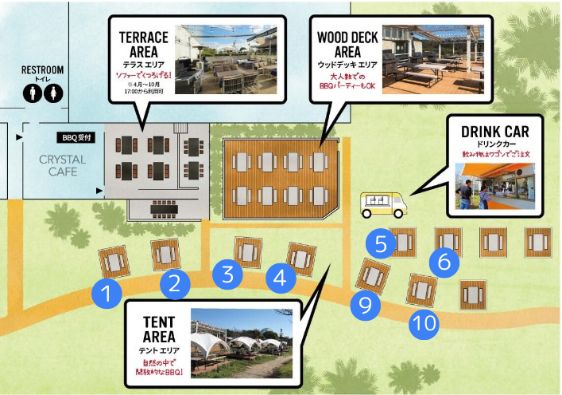 TERRACE
AREA
テラス エリア
ソファーでくつろげる!
※4月～10月
17:00から利用可
WOOD DECK
AREA
ウッドデッキ エリア
大人数での
BBQパーティーもOK
RESTROOM
トイレ
BBQ 受付
CRYSTAL
CAFE
DRINK CAR
ドリンクカー
飲み物はワゴンでご注文
1
2
3
4
5
6
9
10
TENT
AREA
テント エリア
自然の中で
開放的なBBQ!